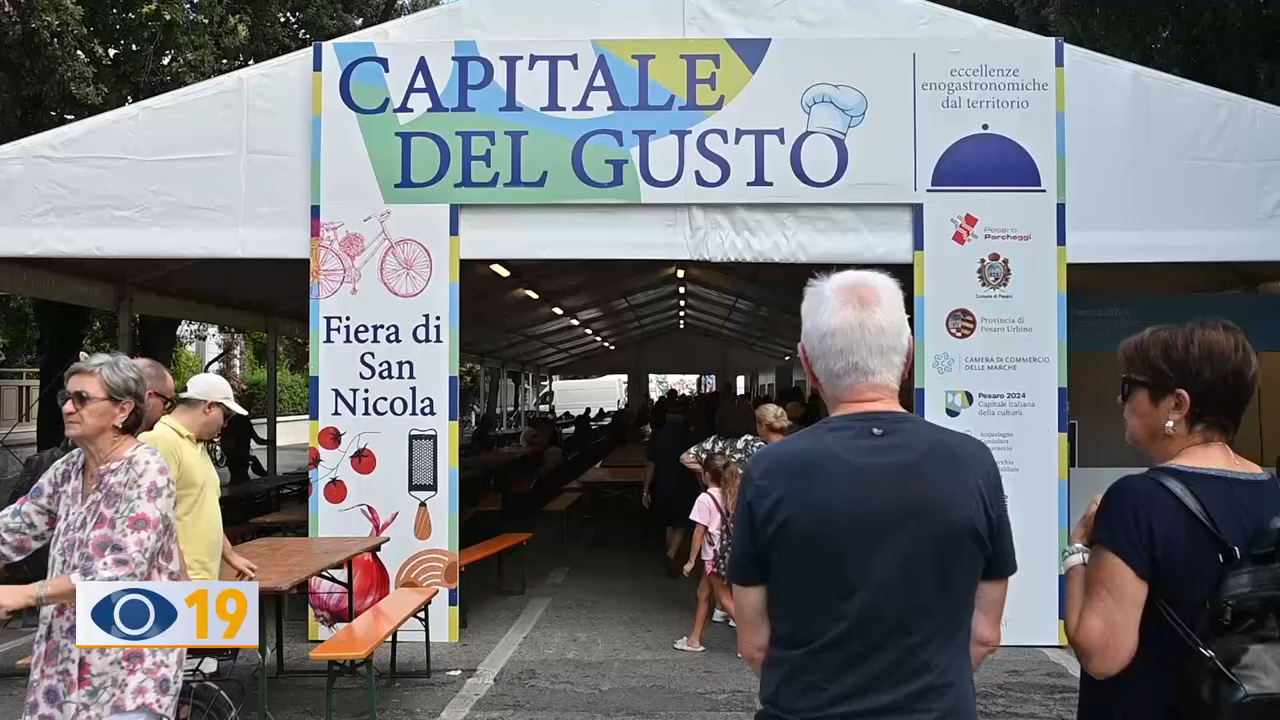 CAPITALE
DEL GUSTO
eccellenze
enogastronomiche
dal territorio
Fiera di
San
Nicola
Pesaro
Parcheggi
Comune di Pesaro
Provincia di
Pesaro Urbino
CAMERA DI COMMERCIO
DELLE MARCHE
Pesaro 2024
Capitale italiana
della cultura
19